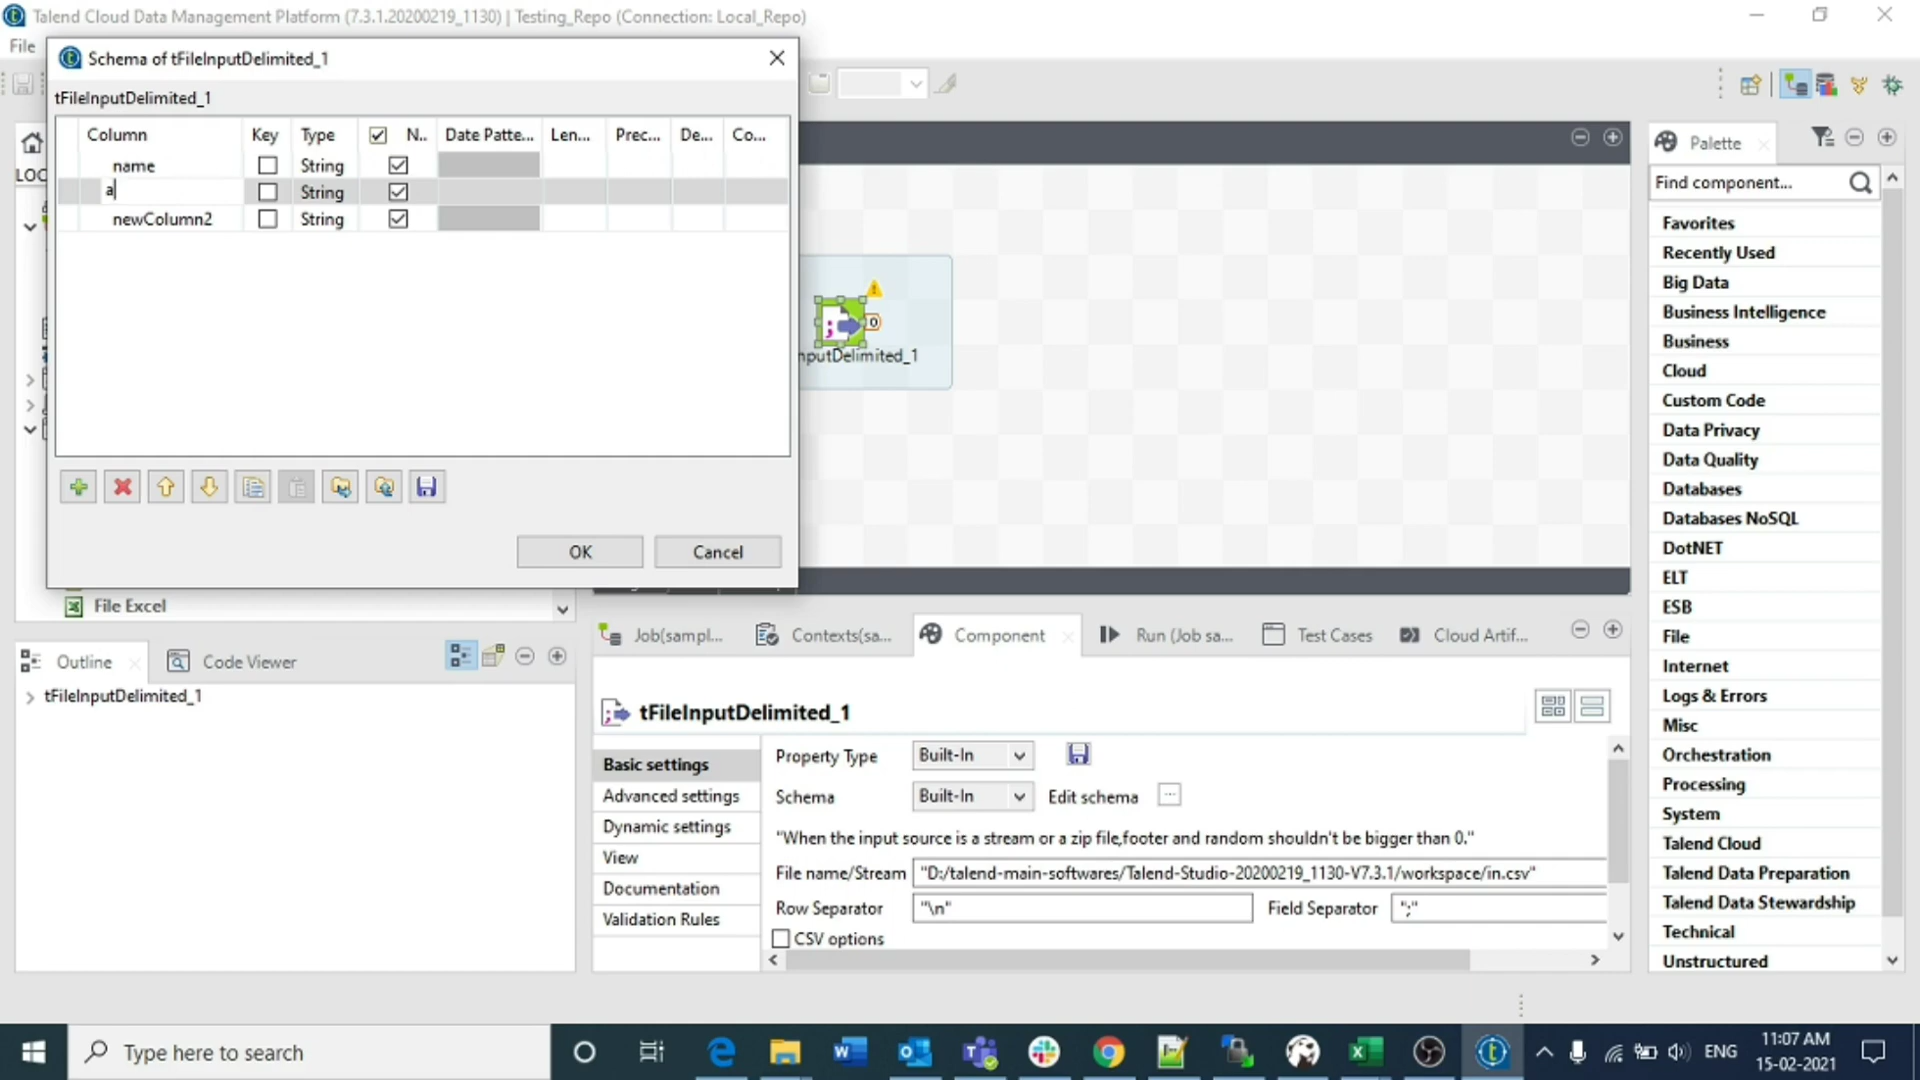 Talend Cloud Data Management Platform (7.3.1.20200219_1130) | Testing_Repo (Connection: Local_Repo)
File
Schema of tFileInputDelimited_1
tFileInputDelimited_1
Column Key Type N.. Date Patte... Len... Prec... De... Co...
name String
a String
newColumn2 String
OK Cancel
LOC
File Excel
nputDelimited_1
Palette
Find component...
Favorites
Recently Used
Big Data
Business Intelligence
Business
Cloud
Custom Code
Data Privacy
Data Quality
Databases
Databases NoSQL
DotNET
ELT
ESB
File
Internet
Logs & Errors
Misc
Orchestration
Processing
System
Talend Cloud
Talend Data Preparation
Talend Data Stewardship
Technical
Unstructured
Outline Code Viewer
tFileInputDelimited_1
Job(sampl... Contexts(sa... Component Run (Job sa... Test Cases Cloud Artif...
tFileInputDelimited_1
Basic settings
Advanced settings
Dynamic settings
View
Documentation
Validation Rules
Property Type Built-In
Schema Built-In Edit schema ...
"When the input source is a stream or a zip file,footer and random shouldn't be bigger than 0."
File name/Stream "D:/talend-main-softwares/Talend-Studio-20200219_1130-V7.3.1/workspace/in.csv"
Row Separator "\n" Field Separator ";"
CSV options
Type here to search
ENG
11:07 AM
15-02-2021